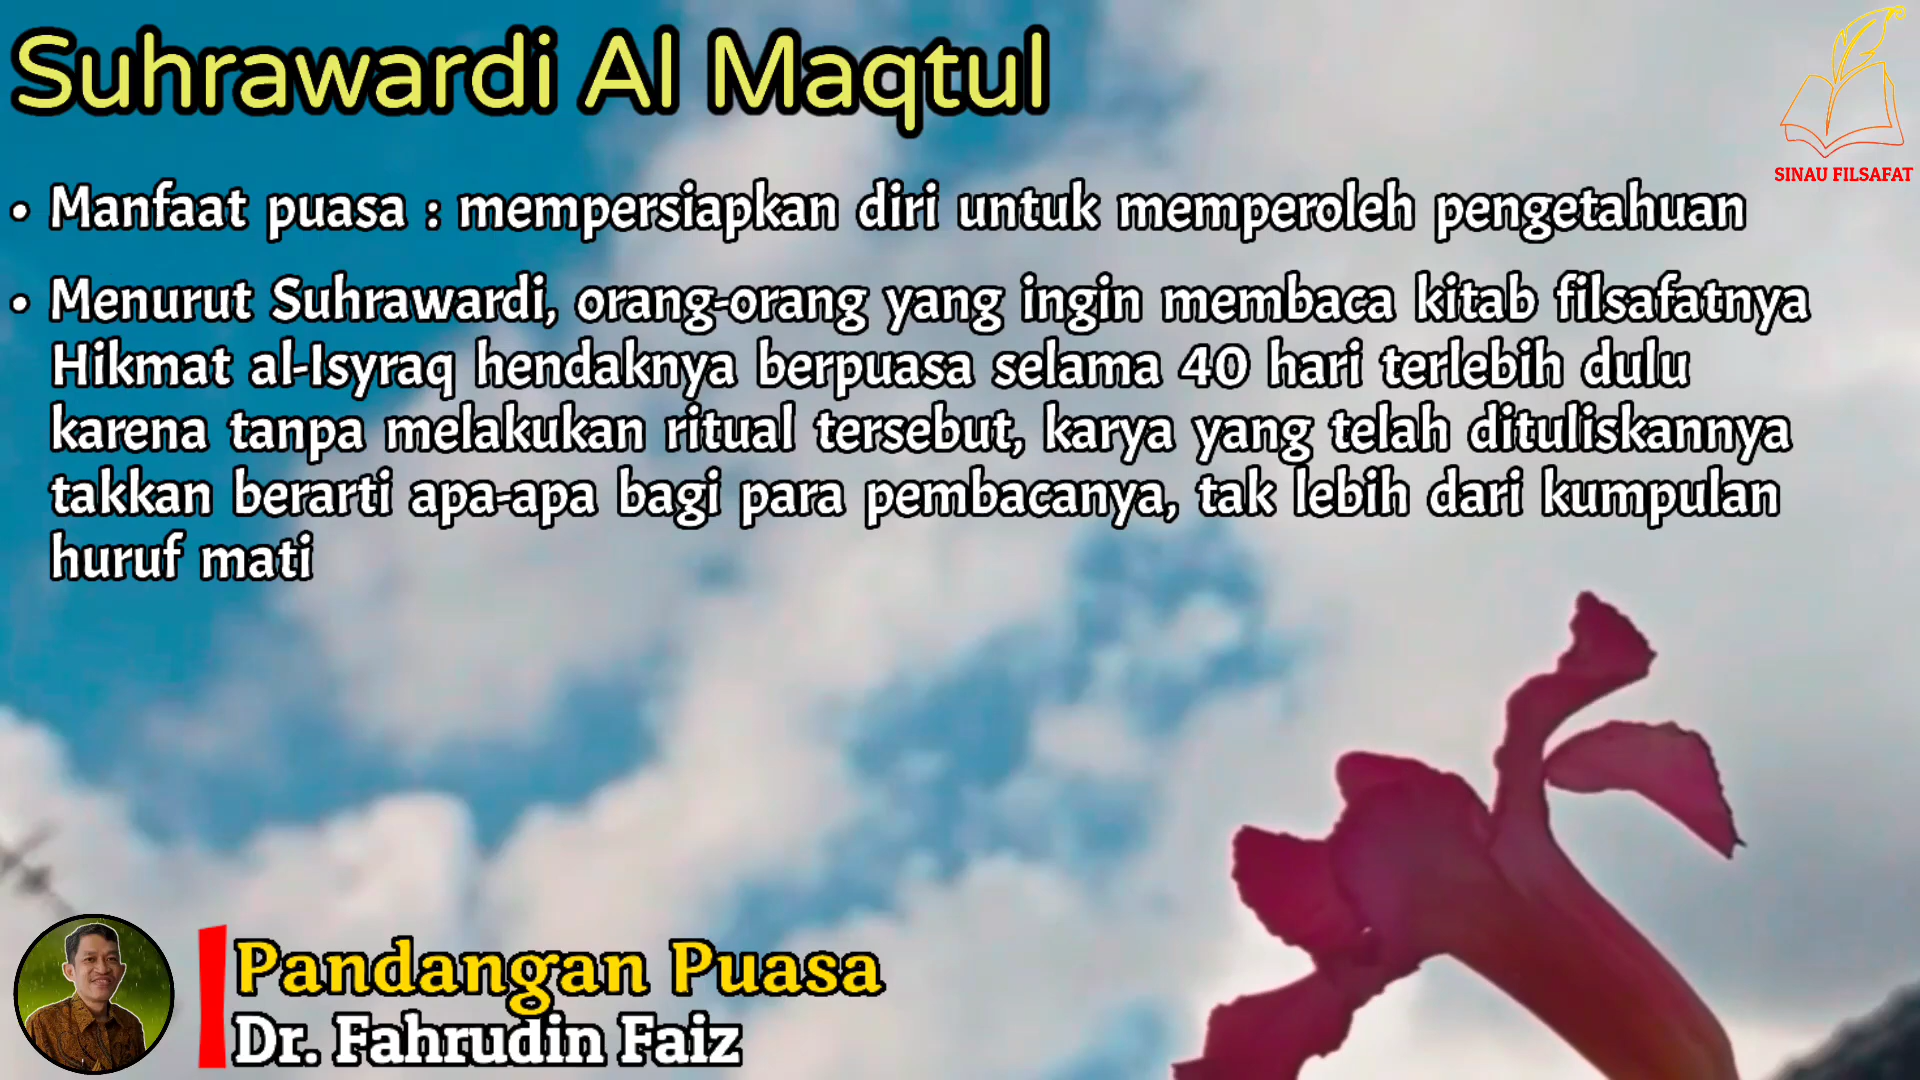 Suhrawardi Al Maqtul
SINAU FILSAFAT
• Manfaat puasa : mempersiapkan diri untuk memperoleh pengetahuan
• Menurut Suhrawardi, orang-orang yang ingin membaca kitab filsafatnya
Hikmat al-Isyraq hendaknya berpuasa selama 40 hari terlebih dulu
karena tanpa melakukan ritual tersebut, karya yang telah dituliskannya
takkan berarti apa-apa bagi para pembacanya, tak lebih dari kumpulan
huruf mati
Pandangan Puasa
Dr. Fahrudin Faiz